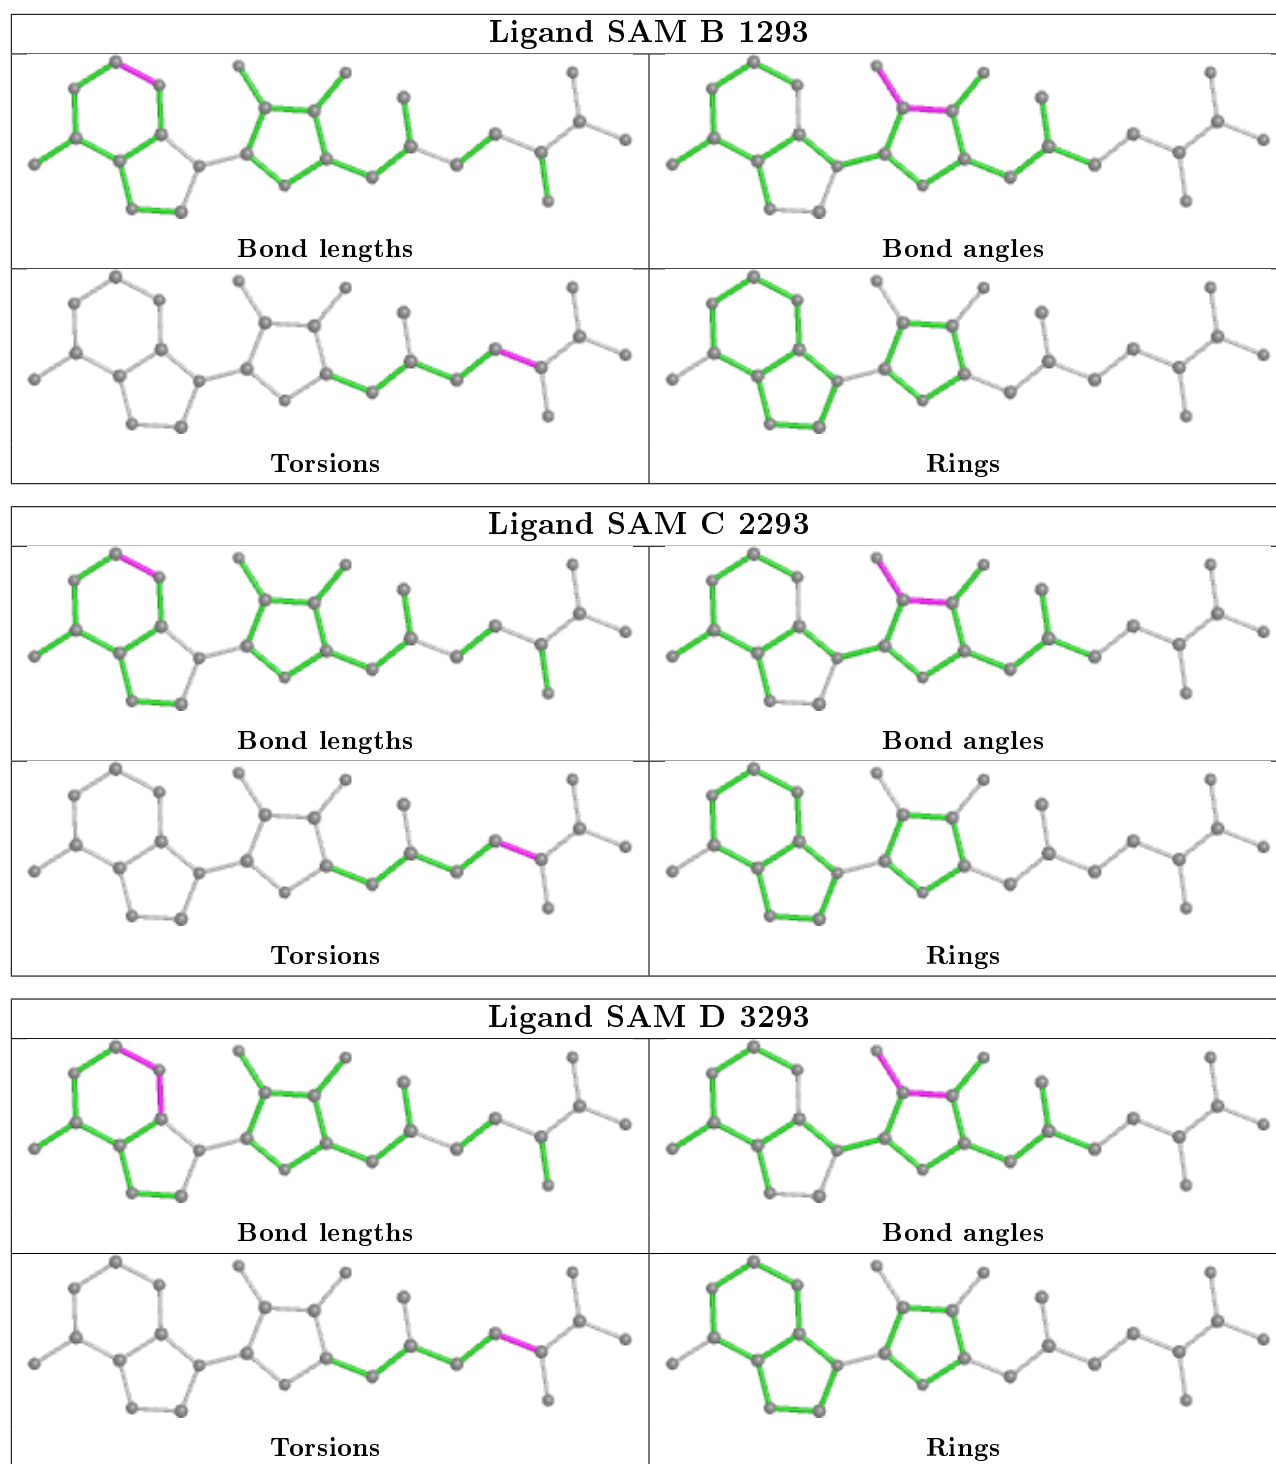 Ligand SAM B 1293
Bond lengths
Bond angles
Torsions
Rings
Ligand SAM C 2293
Bond lengths
Bond angles
Torsions
Rings
Ligand SAM D 3293
Bond lengths
Bond angles
Torsions
Rings